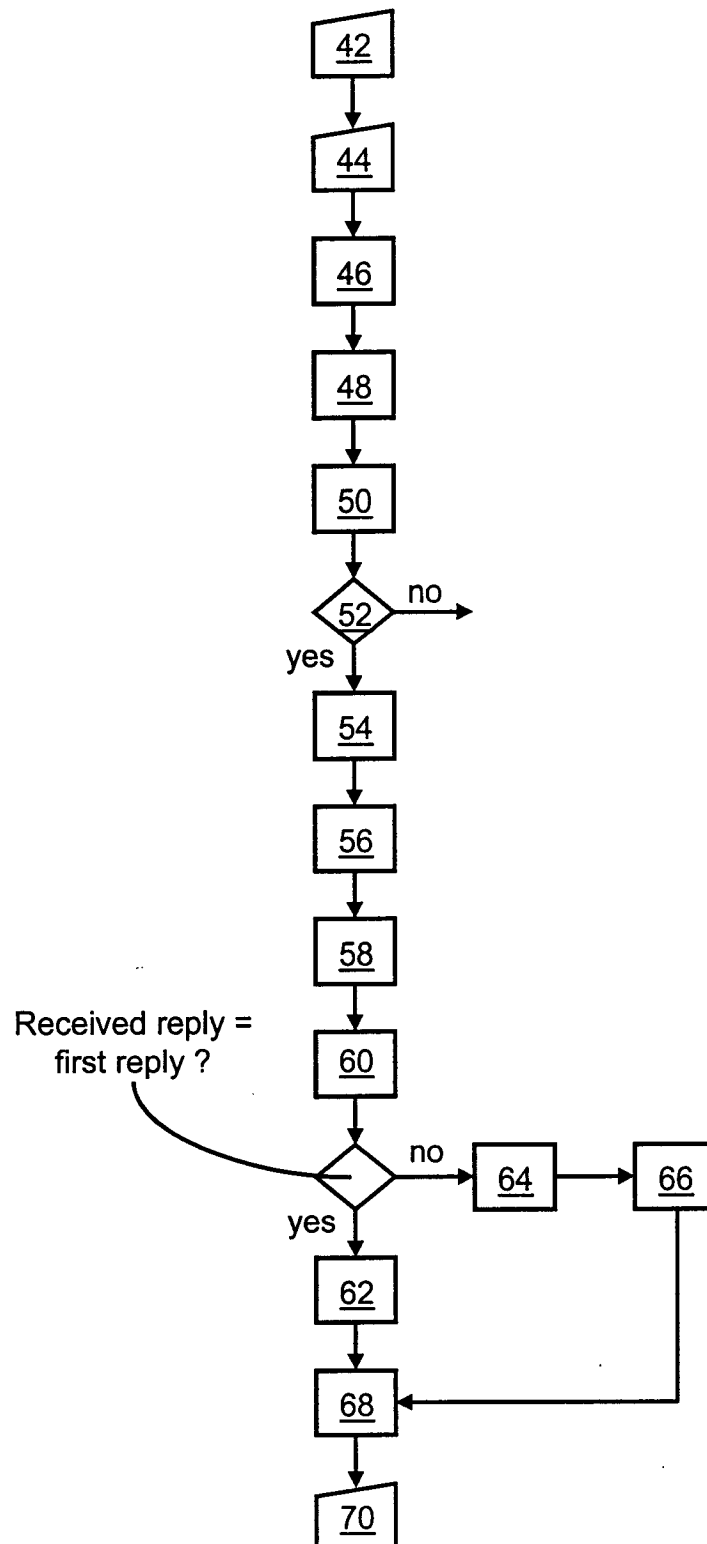 42
44
46
48
50
52
no
yes
54
56
58
Received reply =
first reply ?
60
no
64
66
yes
62
68
70